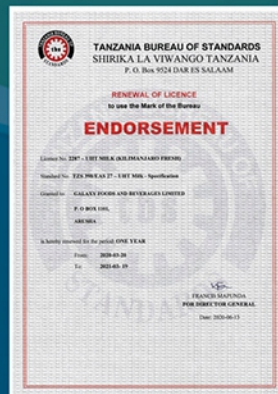 TANZANIA BUREAU OF STANDARDS
SHIRIKA LA VIWANGO TANZANIA
P. O. Box 9524 DAR ES SALAAM
RENEWAL OF LICENCE
to use the Mark of the Bureau
ENDORSEMENT
Licence No. 2287 – UHT MILK (KILIMANJARO FRESH)
Standard No. TZS 390/EAS 27 – UHT Milk - Specification
Granted to: GALAXY FOODS AND BEVERAGES LIMITED
P. O BOX 1101,
ARUSHA
is hereby renewed for the period: ONE YEAR
From: 2020-03-20
To: 2021-03-19
FRANCIS MAPUNDA
FOR DIRECTOR GENERAL
Date: 2020-06-15